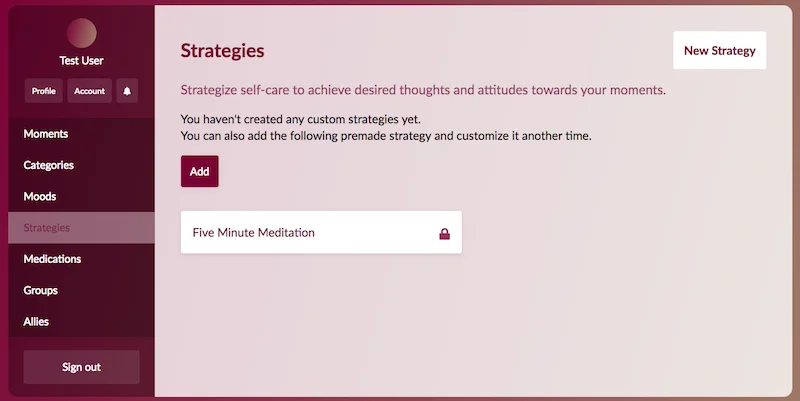 Test User
Profile
Account
Moments
Categories
Moods
Strategies
Medications
Groups
Allies
Sign out
Strategies
New Strategy
Strategize self-care to achieve desired thoughts and attitudes towards your moments.
You haven't created any custom strategies yet.
You can also add the following premade strategy and customize it another time.
Add
Five Minute Meditation